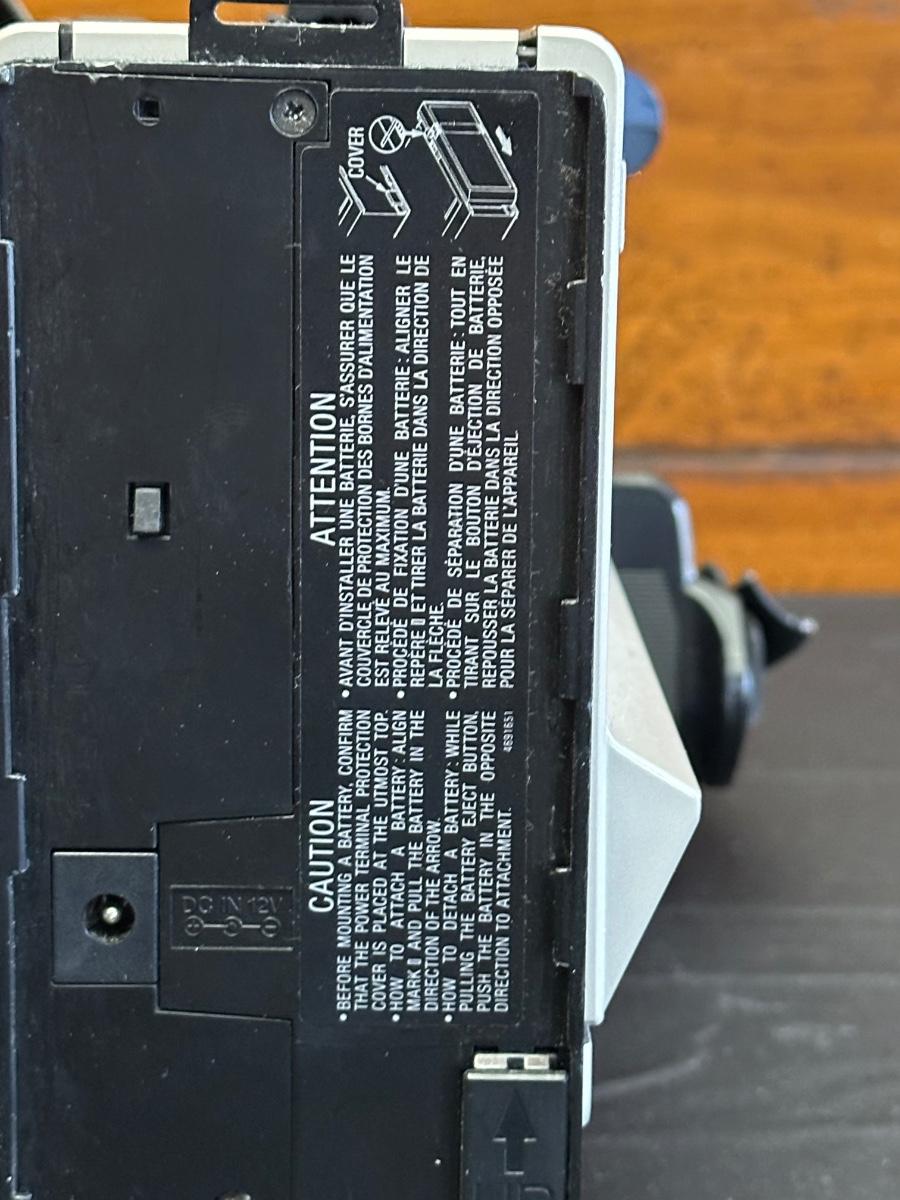 CAUTION
• BEFORE MOUNTING A BATTERY, CONFIRM
THAT THE POWER TERMINAL PROTECTION
COVER IS PLACED AT THE UTMOST TOP.
• HOW TO ATTACH A BATTERY : ALIGN
MARK ▯ AND PULL THE BATTERY IN THE
DIRECTION OF THE ARROW.
• HOW TO DETACH A BATTERY : WHILE
PULLING THE BATTERY EJECT BUTTON,
PUSH THE BATTERY IN THE OPPOSITE
DIRECTION TO ATTACHMENT.
4691651
ATTENTION
• AVANT D'INSTALLER UNE BATTERIE, S'ASSURER QUE LE
COUVERCLE DE PROTECTION DES BORNES D'ALIMENTATION
EST RELEVÉ AU MAXIMUM.
• PROCÉDÉ DE FIXATION D'UNE BATTERIE : ALIGNER LE
REPÈRE ▯ ET TIRER LA BATTERIE DANS LA DIRECTION DE
LA FLÈCHE.
• PROCÉDÉ DE SÉPARATION D'UNE BATTERIE : TOUT EN
TIRANT SUR LE BOUTON D'ÉJECTION DE BATTERIE,
REPOUSSER LA BATTERIE DANS LA DIRECTION OPPOSÉE
POUR LA SÉPARER DE L'APPAREIL.
COVER
DC IN 12V